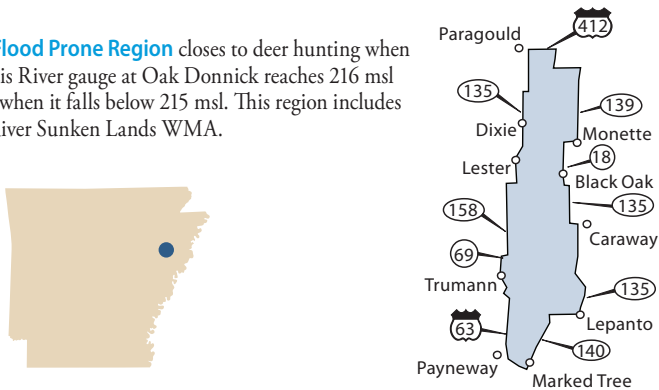 Flood Prone Region closes to deer hunting when
is River gauge at Oak Donnick reaches 216 msl
when it falls below 215 msl. This region includes
iver Sunken Lands WMA.
412
Paragould
135
139
Dixie
Monette
18
Lester
Black Oak
135
158
Caraway
69
Trumann
135
63
Lepanto
140
Payneway
Marked Tree